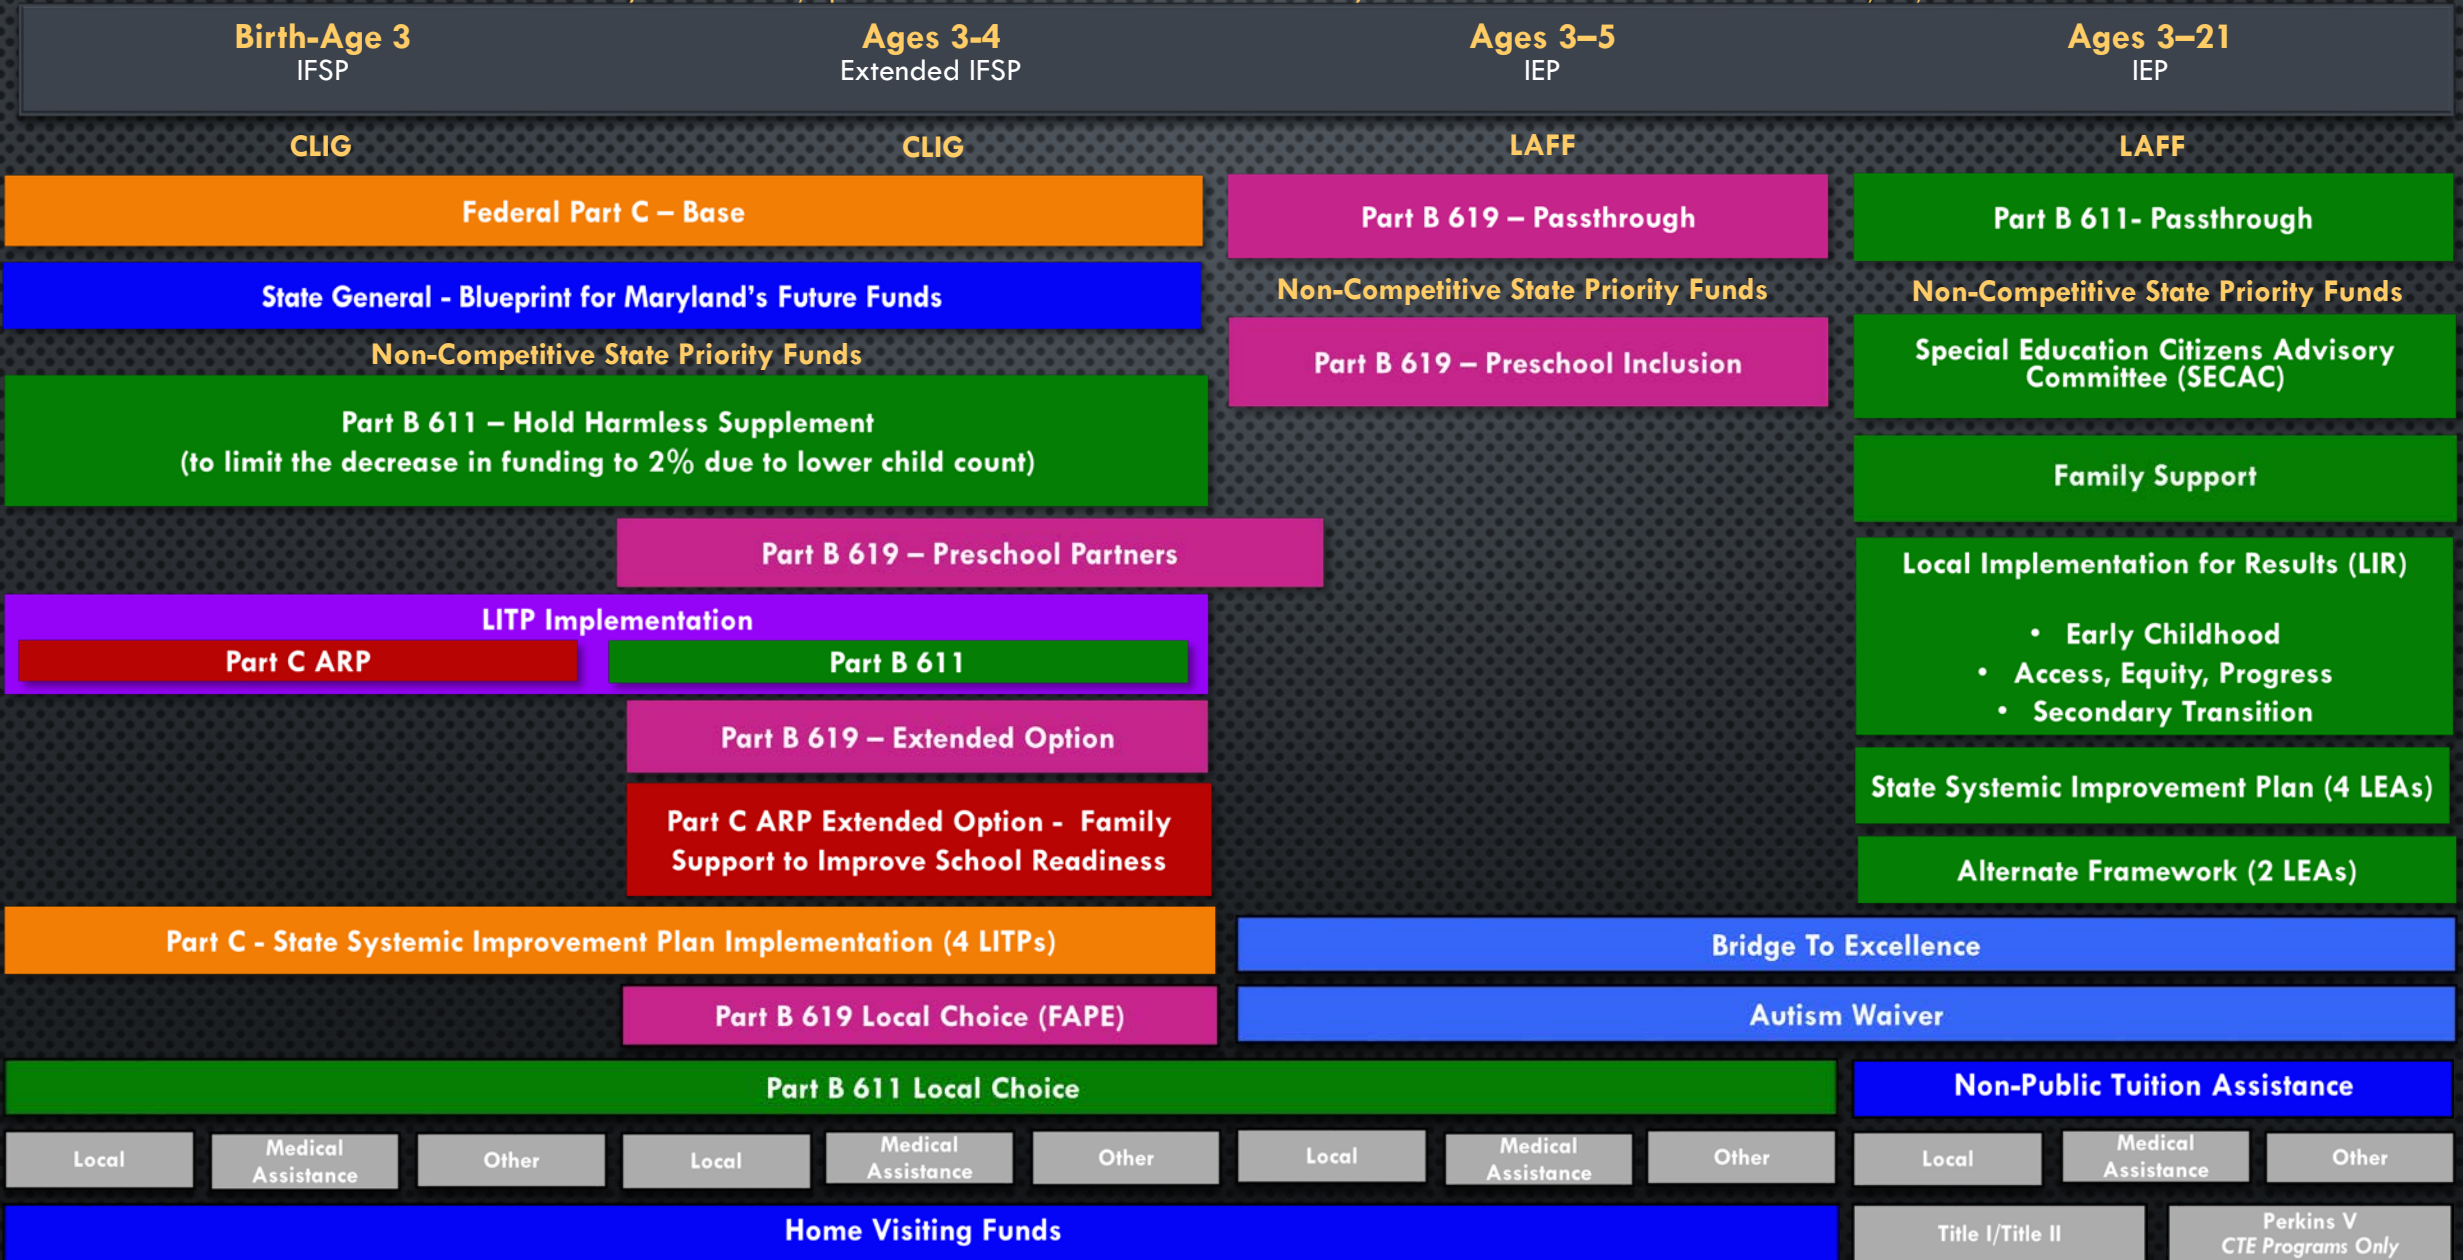 Birth-Age 3
IFSP
Ages 3-4
Extended IFSP
Ages 3–5
IEP
Ages 3–21
IEP
CLIG
CLIG
LAFF
LAFF
Federal Part C – Base
Part B 619 – Passthrough
Part B 611- Passthrough
State General - Blueprint for Maryland’s Future Funds
Non-Competitive State Priority Funds
Non-Competitive State Priority Funds
Non-Competitive State Priority Funds
Part B 619 – Preschool Inclusion
Special Education Citizens Advisory
Committee (SECAC)
Part B 611 – Hold Harmless Supplement
(to limit the decrease in funding to 2% due to lower child count)
Family Support
Part B 619 – Preschool Partners
Local Implementation for Results (LIR)
• Early Childhood
• Access, Equity, Progress
• Secondary Transition
LITP Implementation
Part C ARP
Part B 611
Part B 619 – Extended Option
State Systemic Improvement Plan (4 LEAs)
Part C ARP Extended Option - Family
Support to Improve School Readiness
Alternate Framework (2 LEAs)
Part C - State Systemic Improvement Plan Implementation (4 LITPs)
Bridge To Excellence
Part B 619 Local Choice (FAPE)
Autism Waiver
Part B 611 Local Choice
Non-Public Tuition Assistance
Local
Medical
Assistance
Other
Local
Medical
Assistance
Other
Local
Medical
Assistance
Other
Local
Medical
Assistance
Other
Home Visiting Funds
Title I/Title II
Perkins V
CTE Programs Only